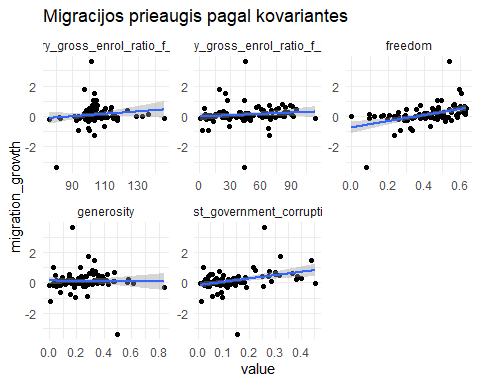 Migracijos prieaugis pagal kovariantes
ry_gross_enrol_ratio_f_ y_gross_enrol_ratio_f_ freedom
2
0
-2
90 110 130
2
0
-2
0 30 60 90
2
0
-2
0.0 0.2 0.4 0.6
generosity st_government_corrupti
2
0
-2
0.0 0.2 0.4 0.6 0.8
2
0
-2
0.0 0.1 0.2 0.3 0.4
migration_growth
value